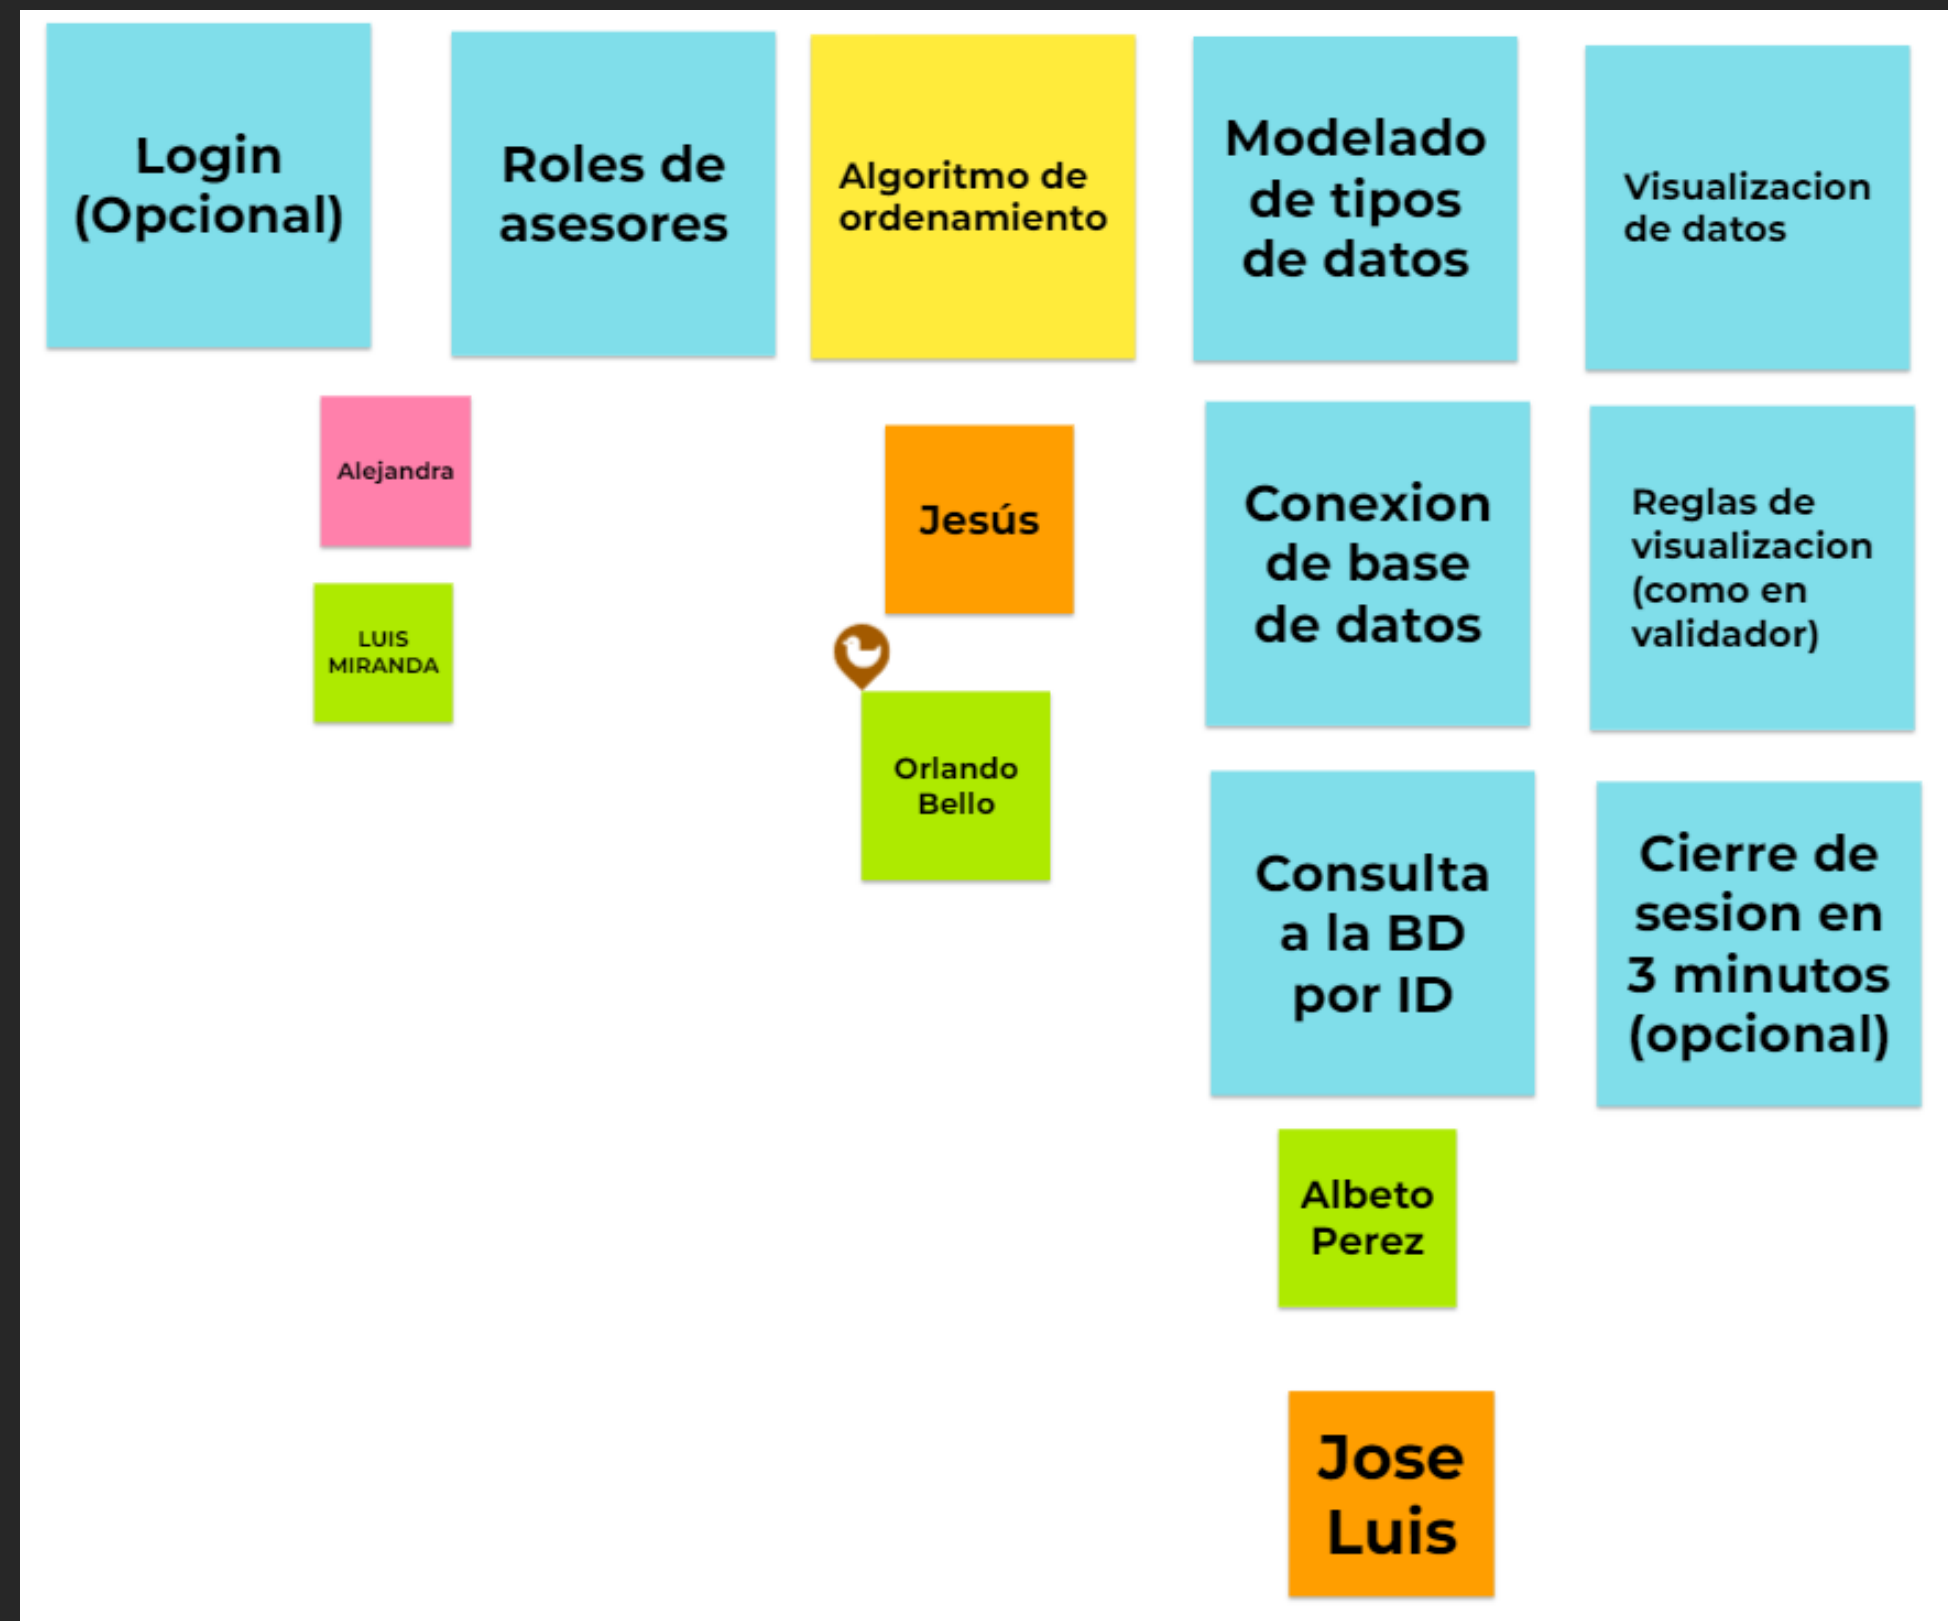 Login
(Opcional)
Roles de
asesores
Algoritmo de
ordenamiento
Modelado
de tipos
de datos
Visualizacion
de datos
Alejandra
LUIS
MIRANDA
Jesús
Orlando
Bello
Conexion
de base
de datos
Reglas de
visualizacion
(como en
validador)
Consulta
a la BD
por ID
Cierre de
sesion en
3 minutos
(opcional)
Albeto
Perez
Jose
Luis